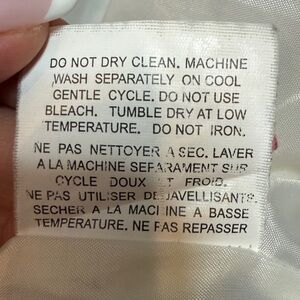 DO NOT DRY CLEAN. MACHINE
WASH SEPARATELY ON COOL
GENTLE CYCLE. DO NOT USE
BLEACH. TUMBLE DRY AT LOW
TEMPERATURE. DO NOT IRON.
NE PAS NETTOYER A SEC. LAVER
A LA MACHINE SEPARAMENT SUR
CYCLE DOUX ET FROID.
NE PAS UTILISER DE JAVELLISANTS.
SECHER A LA MACHINE A BASSE
TEMPERATURE. NE PAS REPASSER